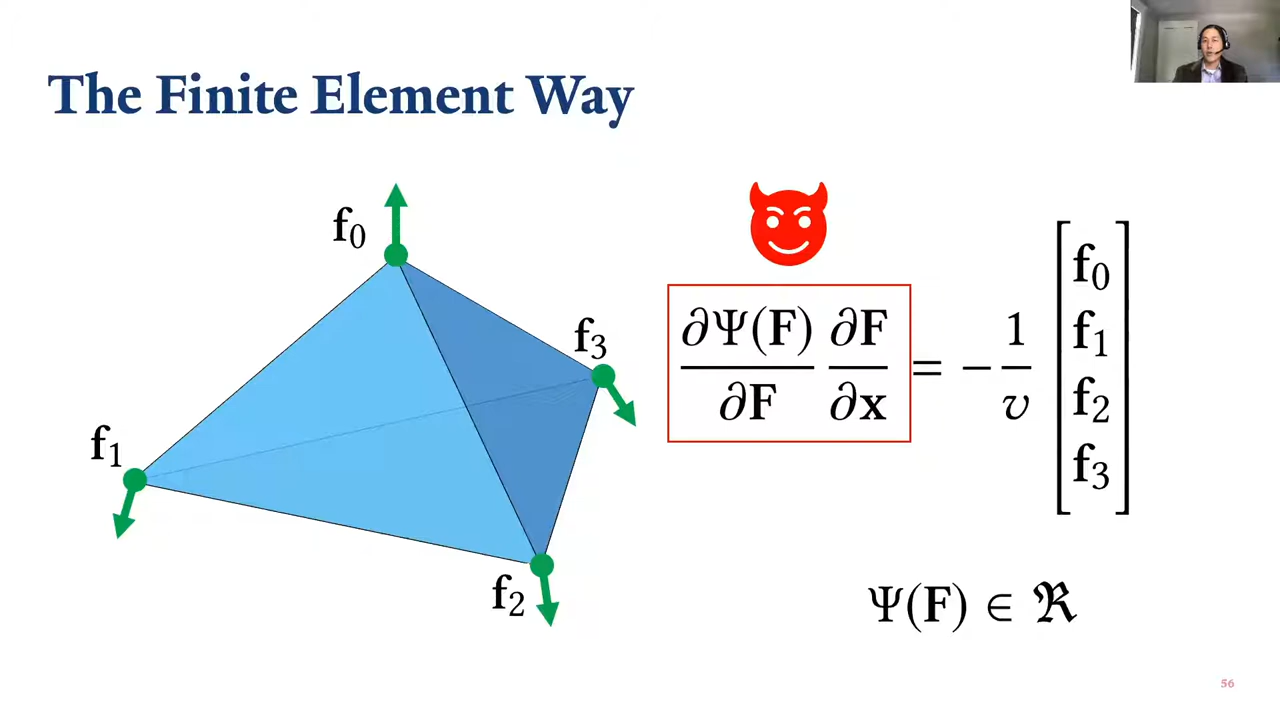 The Finite Element Way
f₀
f₁
f₂
f₃
∂Ψ(𝐅)/∂𝐅 ∂𝐅/∂𝐱 = − 1/v [f₀ f₁ f₂ f₃]
Ψ(𝐅) ∈ ℜ
56